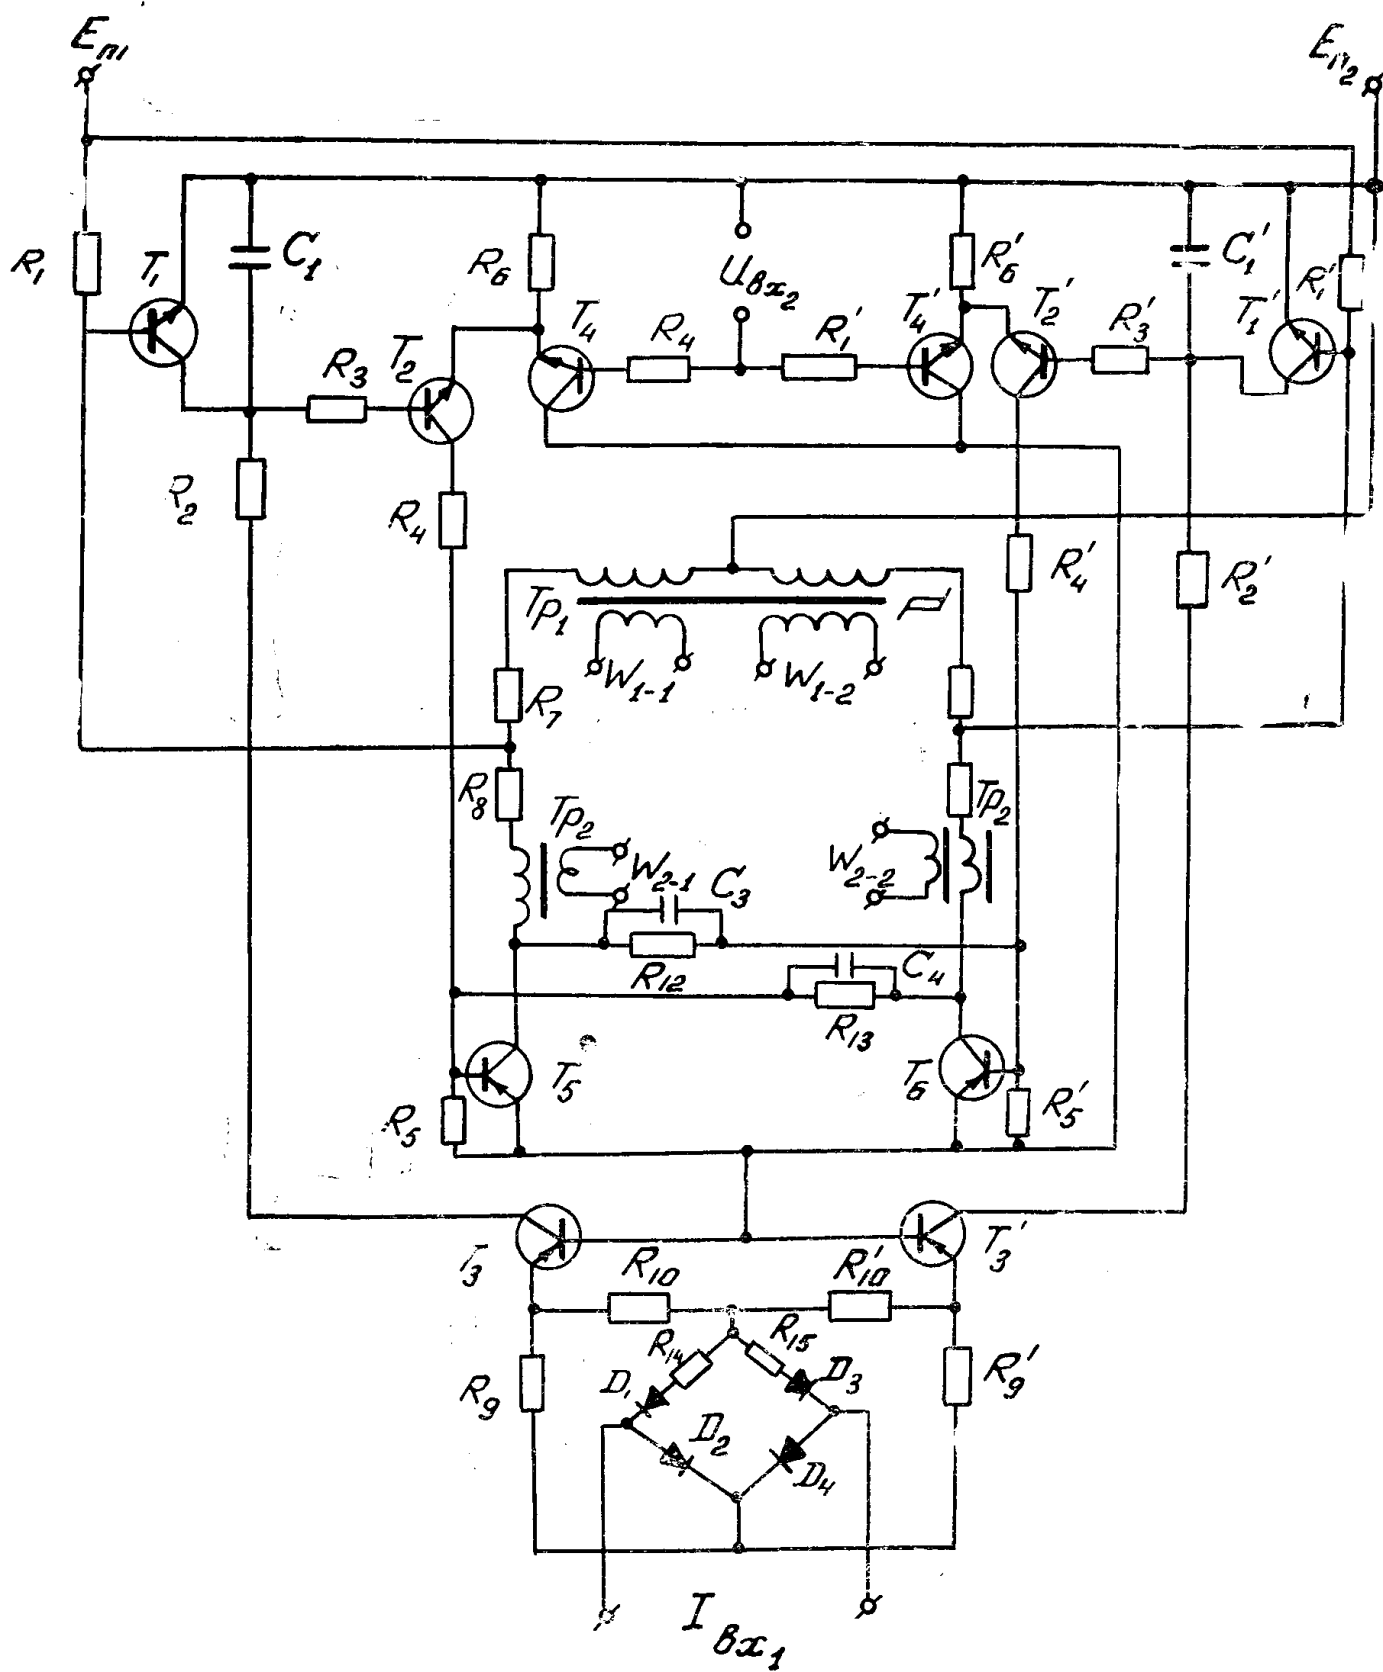 Eп1
Eп2
R1
T1
C1
R6
Uвх2
R6'
C1'
R1'
T4
T4'
T2'
R3'
T1'
T2
R3
R4
R1'
R2
R4
R4'
R2'
Tp1
W1-1
W1-2
R7
R8
Tp2
Tp2
W2-1
W2-2
C3
R12
C4
R13
T5
T6
R5
R5'
T3
T3'
R10
R10'
R14
R15
R9
D1
D3
R9'
D2
D4
Iвх1